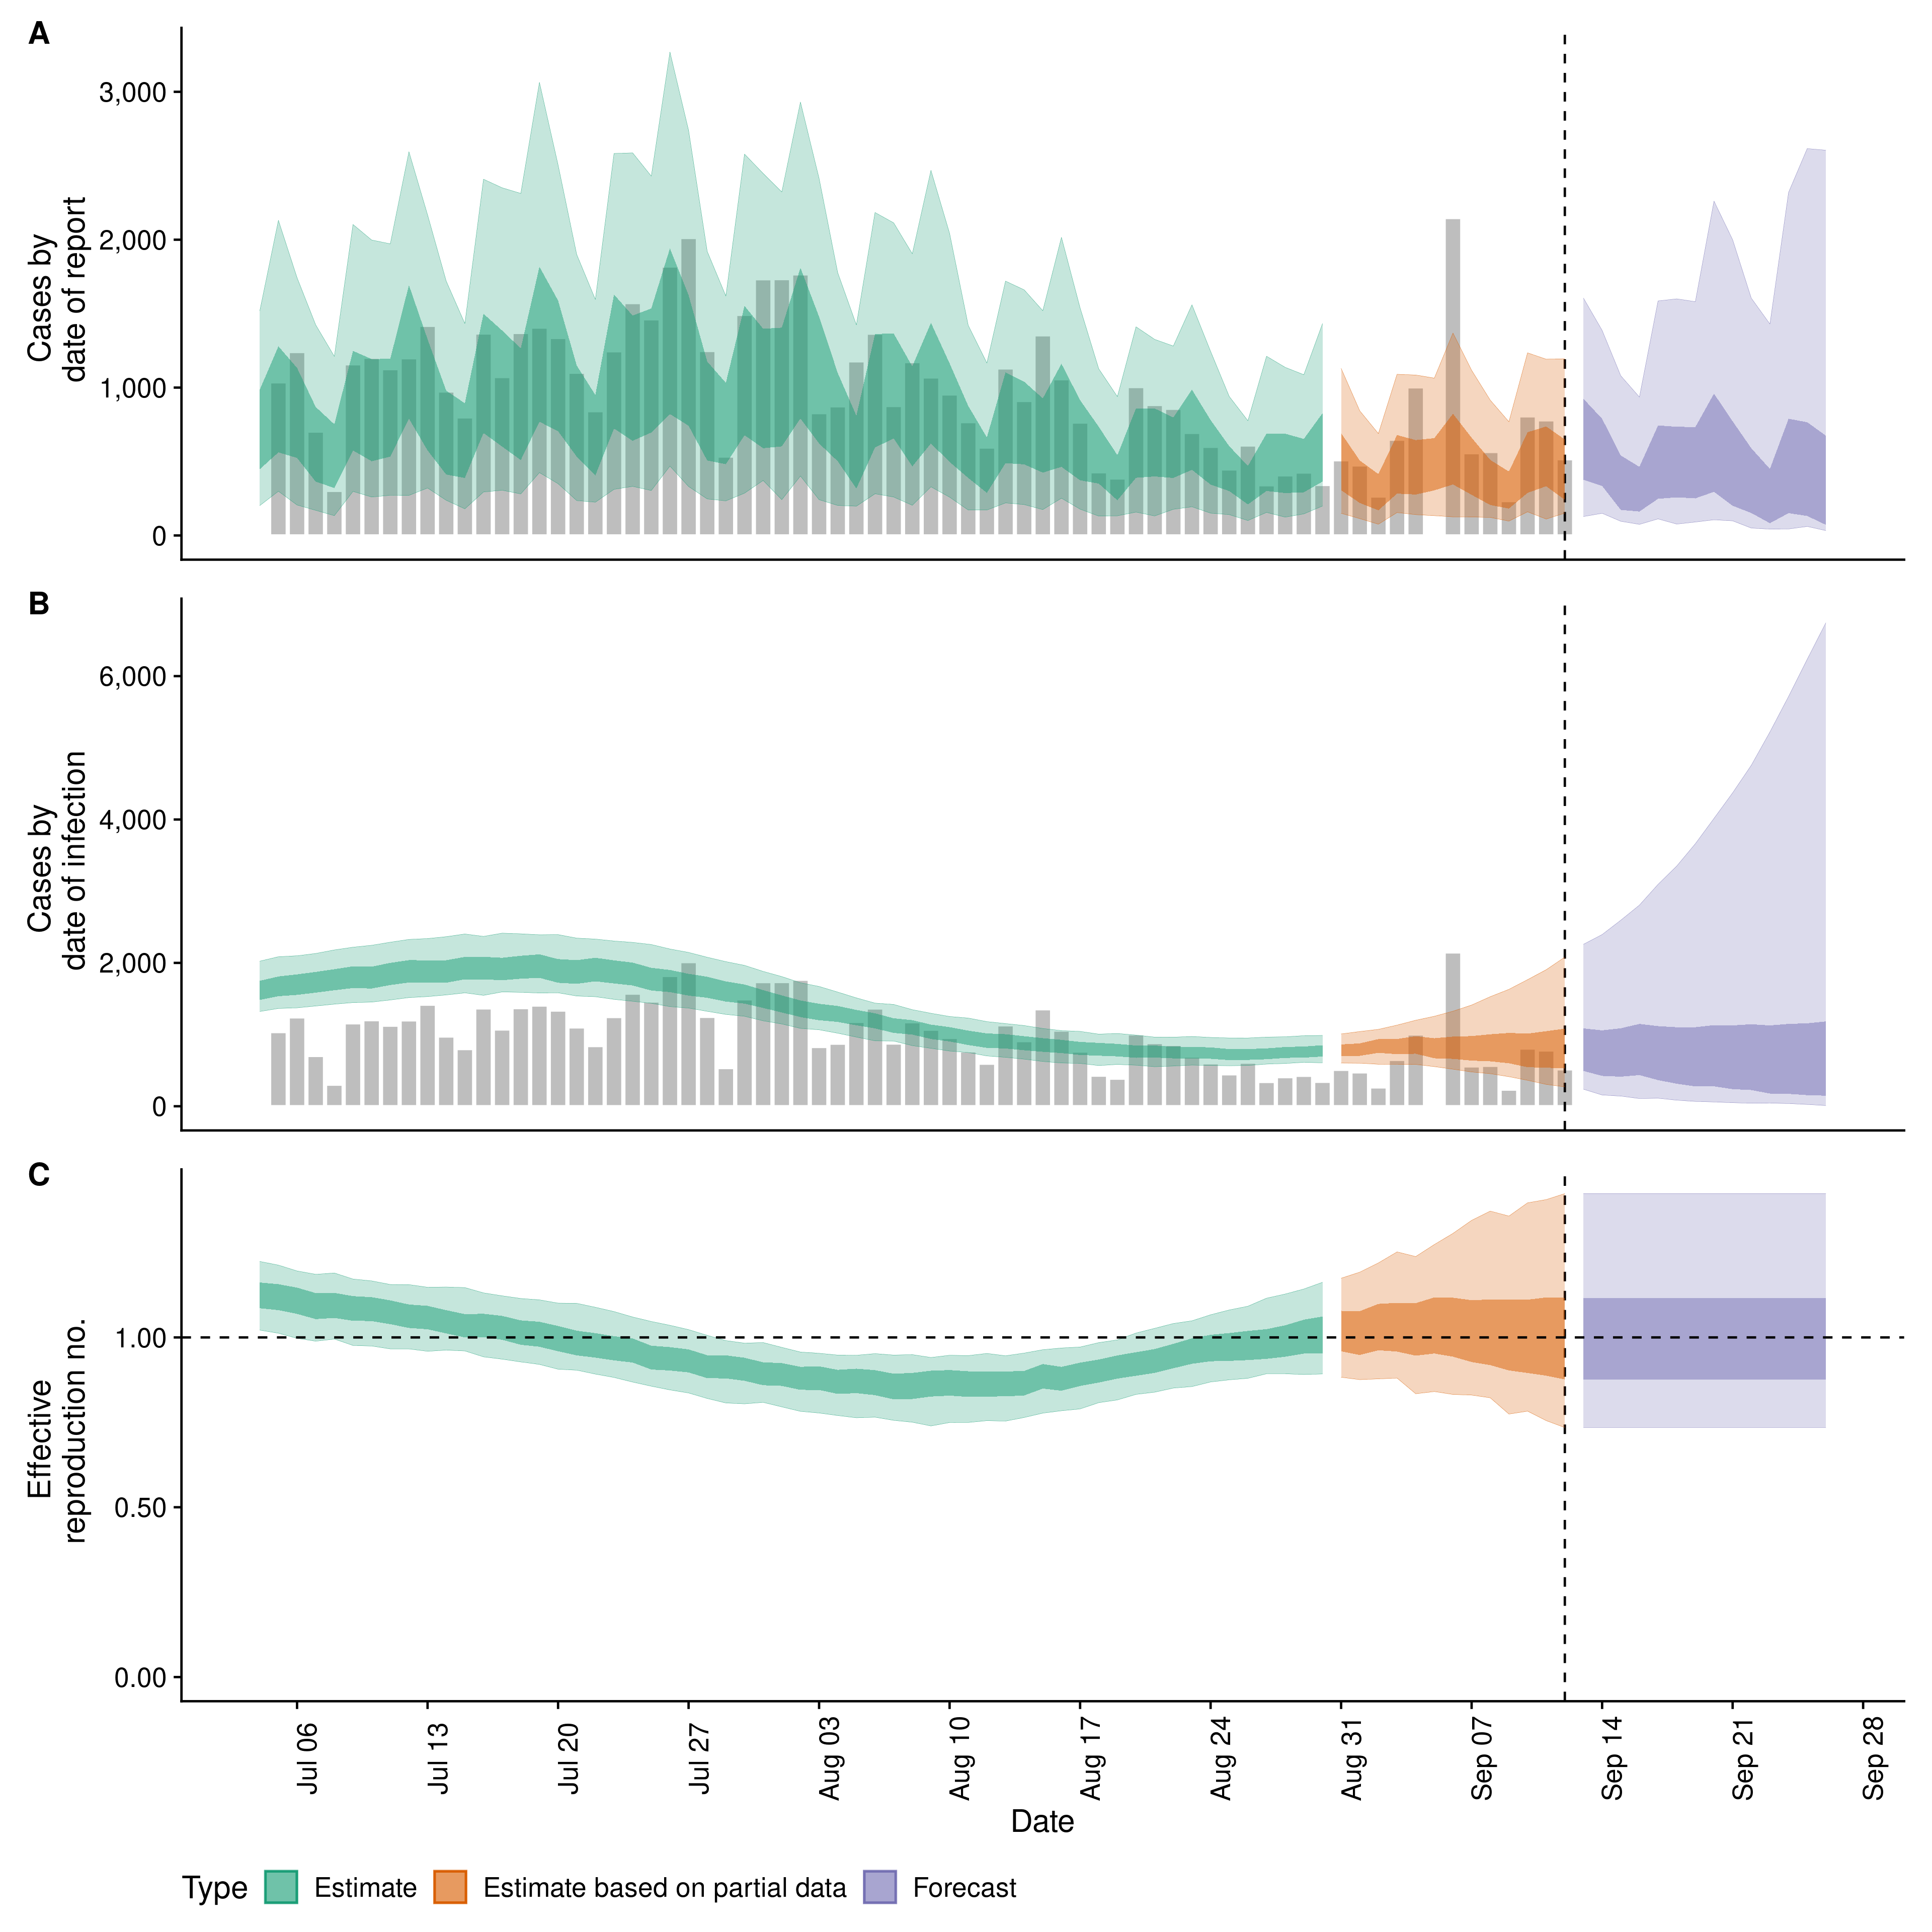 A
Cases by
date of report
3,000
2,000
1,000
0
B
Cases by
date of infection
6,000
4,000
2,000
0
C
Effective
reproduction no.
1.00
0.50
0.00
Jul 06
Jul 13
Jul 20
Jul 27
Aug 03
Aug 10
Aug 17
Aug 24
Aug 31
Sep 07
Sep 14
Sep 21
Sep 28
Date
Type Estimate Estimate based on partial data Forecast